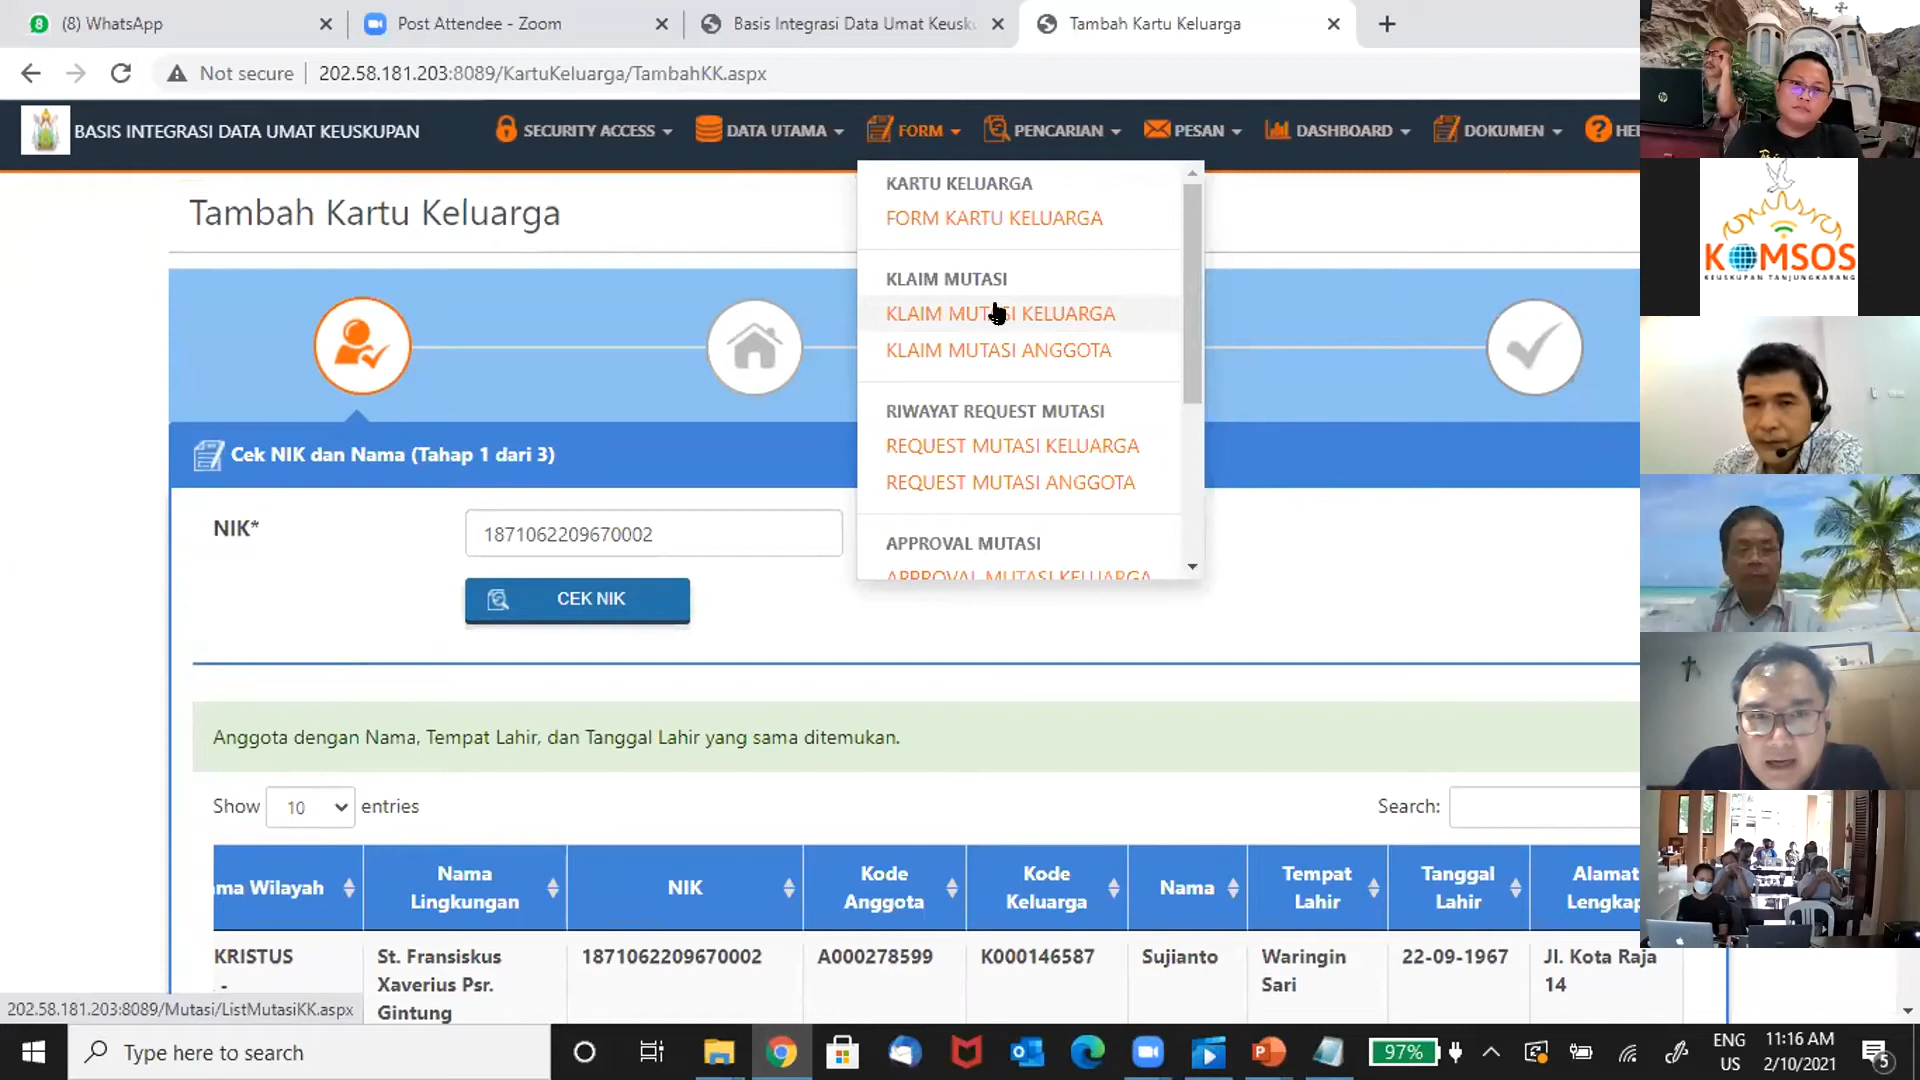 (8) WhatsApp
Post Attendee - Zoom
Basis Integrasi Data Umat Keusk
Tambah Kartu Keluarga
Not secure
202.58.181.203:8089/KartuKeluarga/TambahKK.aspx
BASIS INTEGRASI DATA UMAT KEUSKUPAN
SECURITY ACCESS
DATA UTAMA
FORM
PENCARIAN
PESAN
DASHBOARD
DOKUMEN
HEL
Tambah Kartu Keluarga
KARTU KELUARGA
FORM KARTU KELUARGA
KLAIM MUTASI
KLAIM MUTASI KELUARGA
KLAIM MUTASI ANGGOTA
RIWAYAT REQUEST MUTASI
REQUEST MUTASI KELUARGA
REQUEST MUTASI ANGGOTA
APPROVAL MUTASI
APPROVAL MUTASI KELUARGA
Cek NIK dan Nama (Tahap 1 dari 3)
NIK*
1871062209670002
CEK NIK
Anggota dengan Nama, Tempat Lahir, dan Tanggal Lahir yang sama ditemukan.
Show 10 entries
Search:
ma Wilayah
Nama
Lingkungan
NIK
Kode
Anggota
Kode
Keluarga
Nama
Tempat
Lahir
Tanggal
Lahir
Alamat
Lengkap
KRISTUS
-
St. Fransiskus
Xaverius Psr.
Gintung
1871062209670002
A000278599
K000146587
Sujianto
Waringin
Sari
22-09-1967
Jl. Kota Raja
14
202.58.181.203:8089/Mutasi/ListMutasiKK.aspx
KOMSOS
KEUSKUPAN TANJUNGKARANG
Type here to search
97%
ENG
US
11:16 AM
2/10/2021
5